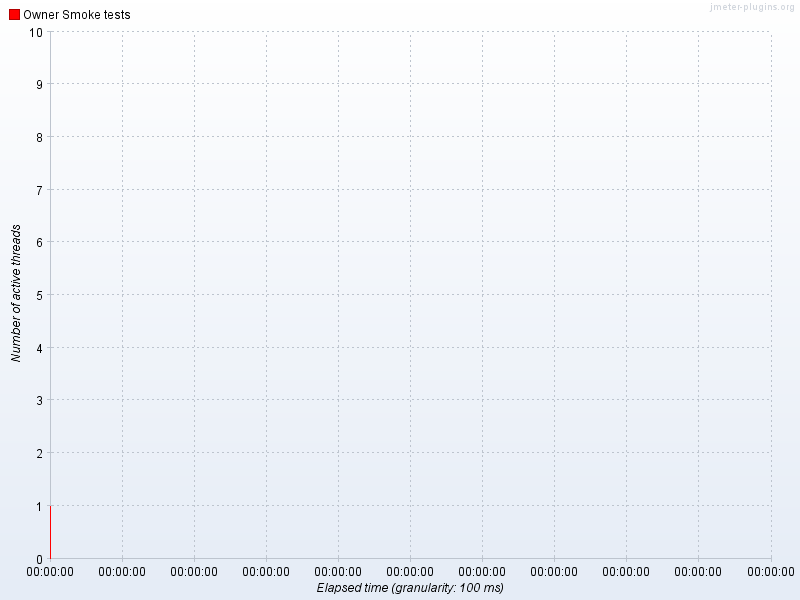 Owner Smoke tests
jmeter-plugins.org
10
9
8
7
6
5
4
3
2
1
0
Number of active threads
00:00:00 00:00:00 00:00:00 00:00:00 00:00:00 00:00:00 00:00:00 00:00:00 00:00:00 00:00:00 00:00:00
Elapsed time (granularity: 100 ms)